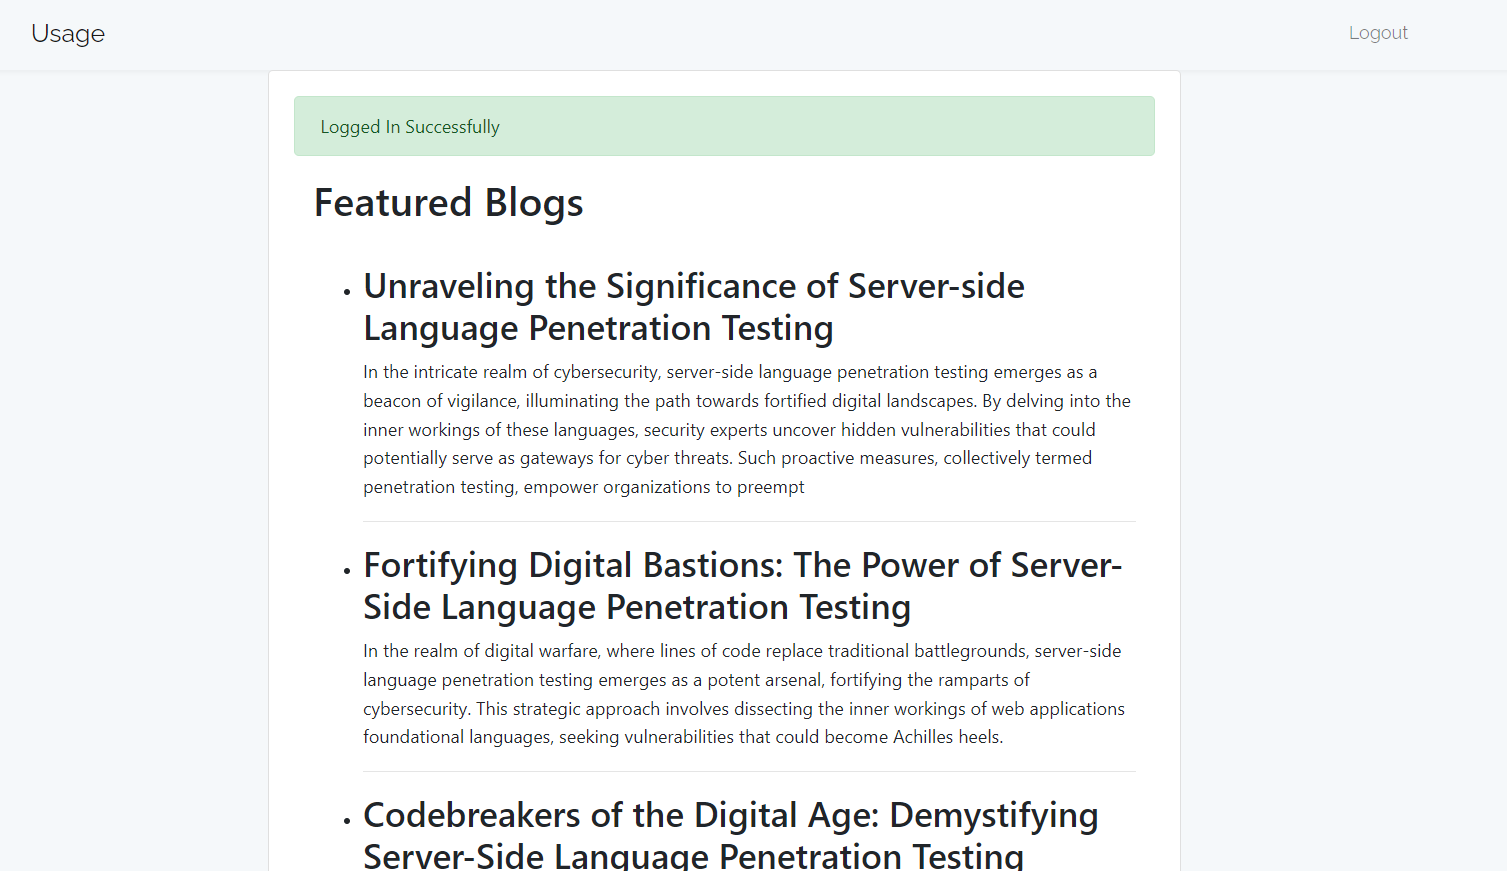 Usage
Logout
Logged In Successfully
Featured Blogs
Unraveling the Significance of Server-side
Language Penetration Testing
In the intricate realm of cybersecurity, server-side language penetration testing emerges as a
beacon of vigilance, illuminating the path towards fortified digital landscapes. By delving into the
inner workings of these languages, security experts uncover hidden vulnerabilities that could
potentially serve as gateways for cyber threats. Such proactive measures, collectively termed
penetration testing, empower organizations to preempt
Fortifying Digital Bastions: The Power of Server-
Side Language Penetration Testing
In the realm of digital warfare, where lines of code replace traditional battlegrounds, server-side
language penetration testing emerges as a potent arsenal, fortifying the ramparts of
cybersecurity. This strategic approach involves dissecting the inner workings of web applications
foundational languages, seeking vulnerabilities that could become Achilles heels.
Codebreakers of the Digital Age: Demystifying
Server-Side Language Penetration Testing